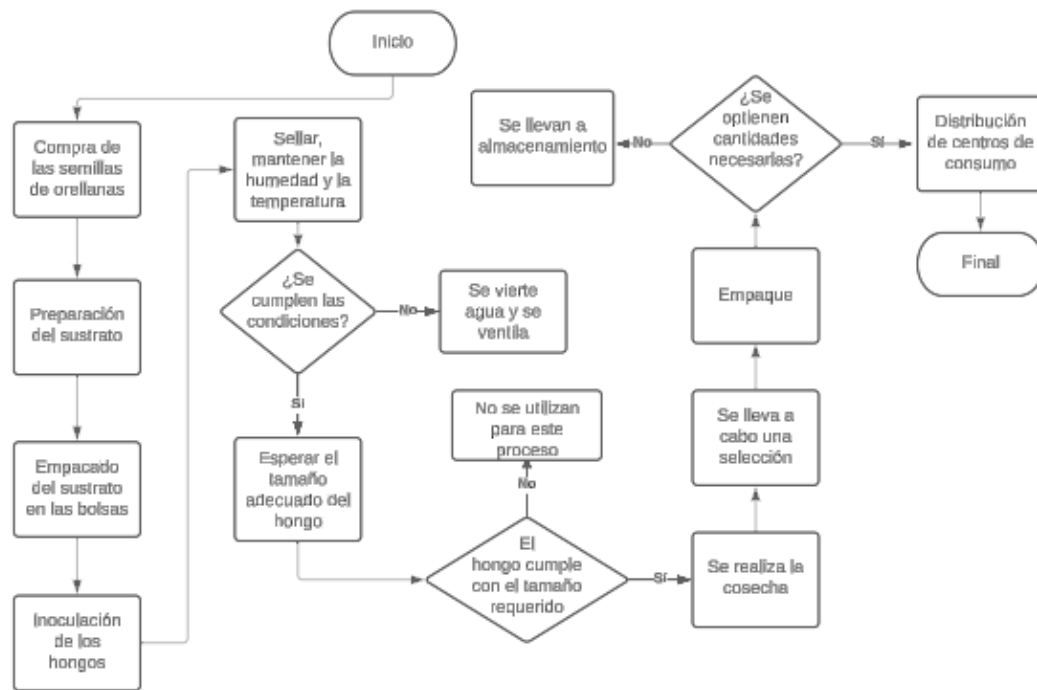 Inicio
Compra de
las semillas
de orellanas
Preparación
del sustrato
Empacado
del sustrato
en las bolsas
Inoculación
de los
hongos
Sellar,
mantener la
humedad y la
temperatura
¿Se
cumplen las
condiciones?
No
Se vierte
agua y se
ventila
Sí
Esperar el
tamaño
adecuado del
hongo
El
hongo cumple
con el tamaño
requerido
No
No se utilizan
para este
proceso
Sí
Se realiza la
cosecha
Se lleva a
cabo una
selección
Empaque
¿Se
optienen
cantidades
necesarias?
No
Se llevan a
almacenamiento
Sí
Distribución
de centros de
consumo
Final